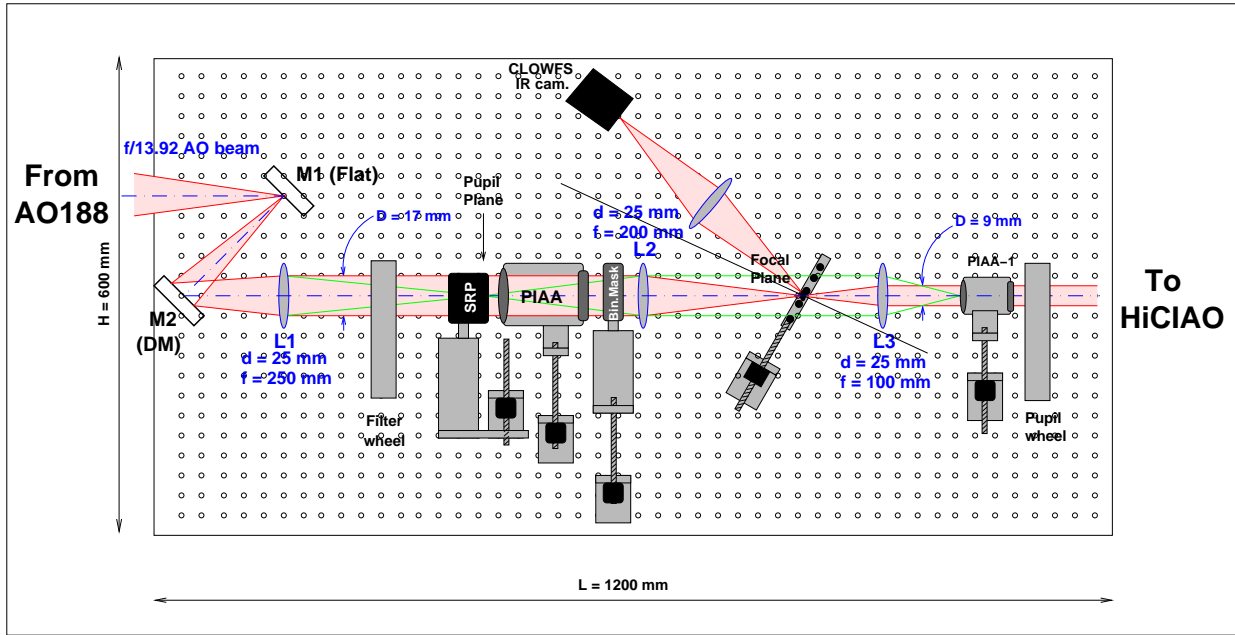 CLOWFS
IR cam.
f/13.92 AO beam
M1 (Flat)
From
AO188
Pupil
Plane
D = 17 mm
d = 25 mm
f = 200 mm
L2
D = 9 mm
Focal
Plane
PIAA−1
To
HiCIAO
H = 600 mm
SRP
PIAA
Bin.Mask
M2
(DM)
L1
d = 25 mm
f = 250 mm
L3
d = 25 mm
f = 100 mm
Filter
wheel
Pupil
wheel
L = 1200 mm